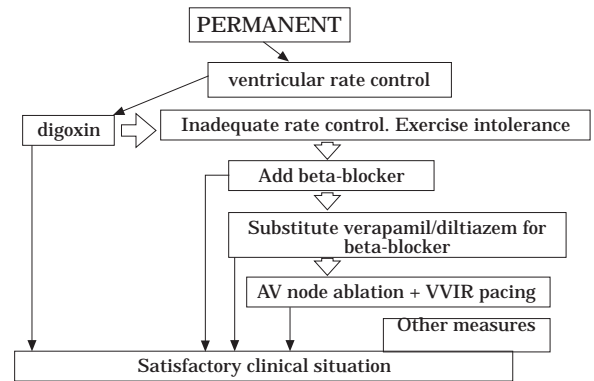 PERMANENT
ventricular rate control
digoxin
Inadequate rate control. Exercise intolerance
Add beta-blocker
Substitute verapamil/diltiazem for
beta-blocker
AV node ablation + VVIR pacing
Other measures
Satisfactory clinical situation